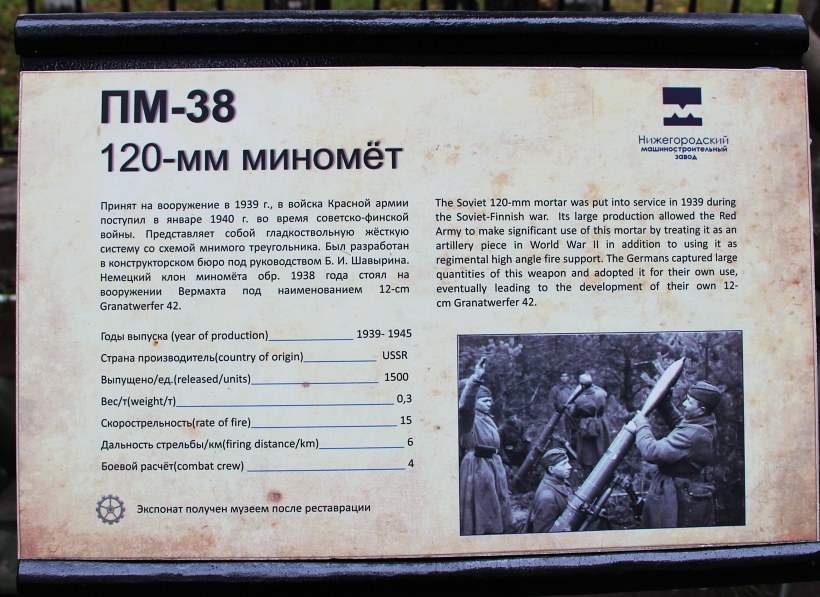 ПМ-38
120-мм миномёт
Нижегородский
машиностроительный
завод
Принят на вооружение в 1939 г., в войска Красной армии
поступил в январе 1940 г. во время советско-финской
войны. Представляет собой гладкоствольную жёсткую
систему со схемой мнимого треугольника. Был разработан
в конструкторском бюро под руководством Б. И. Шавырина.
Немецкий клон миномёта обр. 1938 года стоял на
вооружении Вермахта под наименованием 12-cm
Granatwerfer 42.
The Soviet 120-mm mortar was put into service in 1939 during
the Soviet-Finnish war. Its large production allowed the Red
Army to make significant use of this mortar by treating it as an
artillery piece in World War II in addition to using it as
regimental high angle fire support. The Germans captured large
quantities of this weapon and adopted it for their own use,
eventually leading to the development of their own 12-
cm Granatwerfer 42.
Годы выпуска (year of production) 1939- 1945
Страна производитель(country of origin) USSR
Выпущено/ед.(released/units) 1500
Вес/т(weight/т) 0,3
Скорострельность(rate of fire) 15
Дальность стрельбы/км(firing distance/km) 6
Боевой расчёт(combat crew) 4
Экспонат получен музеем после реставрации